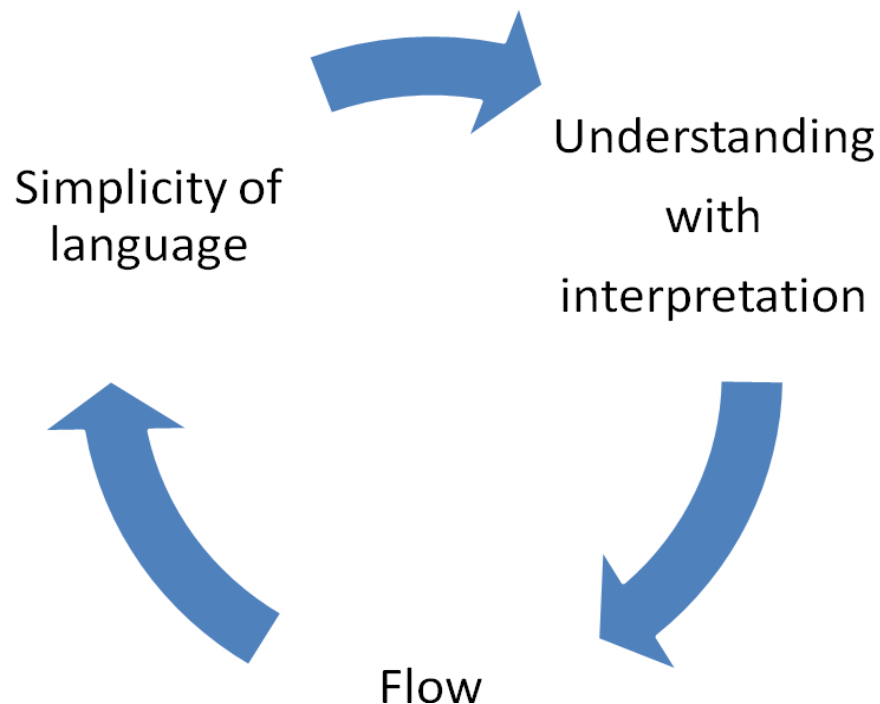 Simplicity of
language
Understanding
with
interpretation
Flow